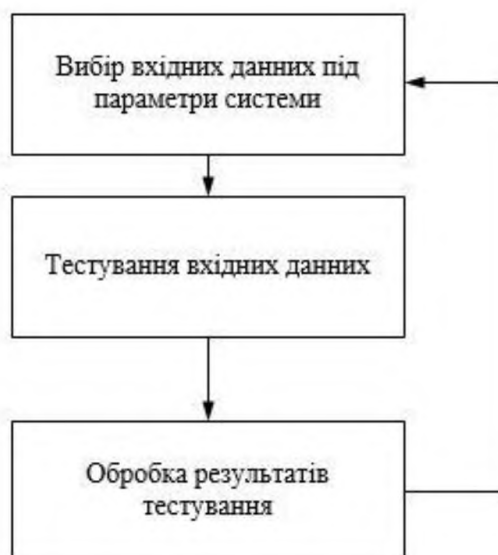 Вибір вхідних данних під
параметри системи
Тестування вхідних данних
Обробка результатів
тестування